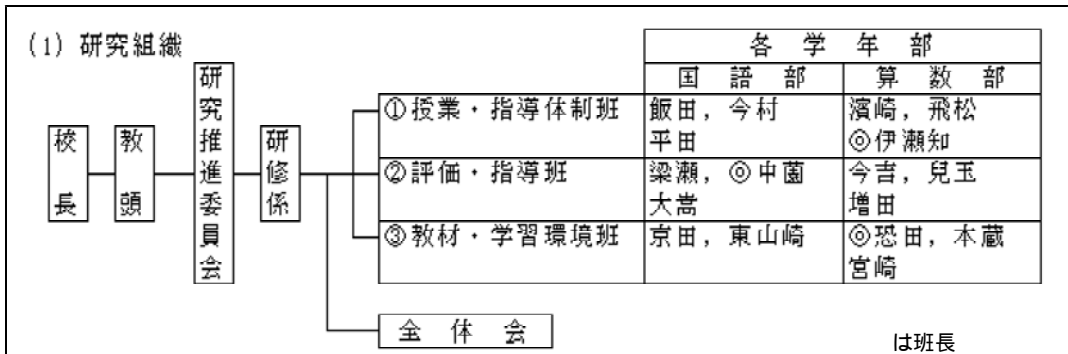 (1) 研究組織
各学年部
国語部 算数部
校長
教頭
研究推進委員会
研修係
①授業・指導体制班 飯田，今村 濱崎，飛松
平田 ◎伊瀬知
②評価・指導班 梁瀬，◎中薗 今吉，兒玉
大嵩 増田
③教材・学習環境班 京田，東山崎 ◎恐田，本蔵
宮崎
全体会
は班長